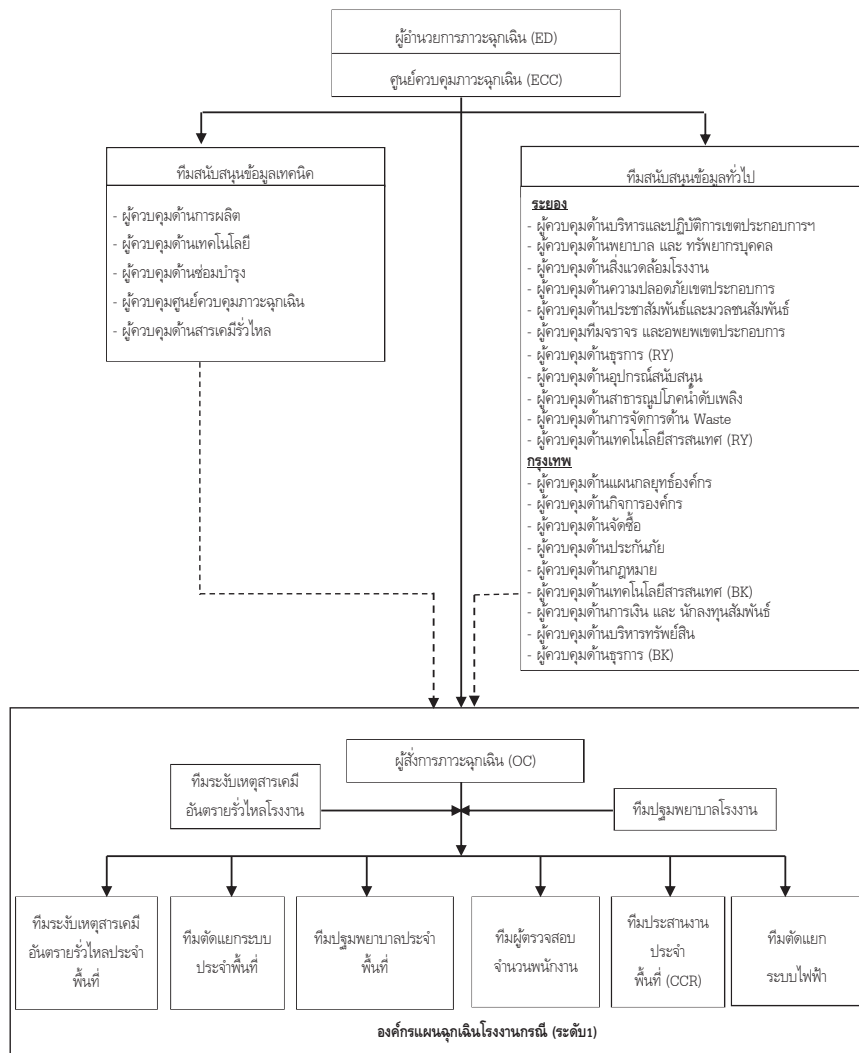 ผู้อำนวยการภาวะฉุกเฉิน (ED)
ศูนย์ควบคุมภาวะฉุกเฉิน (ECC)
ทีมสนับสนุนข้อมูลเทคนิค
- ผู้ควบคุมด้านการผลิต
- ผู้ควบคุมด้านเทคโนโลยี
- ผู้ควบคุมด้านซ่อมบำรุง
- ผู้ควบคุมศูนย์ควบคุมภาวะฉุกเฉิน
- ผู้ควบคุมด้านสารเคมีรั่วไหล
ทีมสนับสนุนข้อมูลทั่วไป
ระยอง
- ผู้ควบคุมด้านบริหารและปฏิบัติการเขตประกอบการฯ
- ผู้ควบคุมด้านพยาบาล และ ทรัพยากรบุคคล
- ผู้ควบคุมด้านสิ่งแวดล้อมโรงงาน
- ผู้ควบคุมด้านความปลอดภัยเขตประกอบการ
- ผู้ควบคุมด้านประชาสัมพันธ์และมวลชนสัมพันธ์
- ผู้ควบคุมทีมจราจร และอพยพเขตประกอบการ
- ผู้ควบคุมด้านธุรการ (RY)
- ผู้ควบคุมด้านอุปกรณ์สนับสนุน
- ผู้ควบคุมด้านสาธารณูปโภคน้ำดับเพลิง
- ผู้ควบคุมด้านการจัดการด้าน Waste
- ผู้ควบคุมด้านเทคโนโลยีสารสนเทศ (RY)
กรุงเทพ
- ผู้ควบคุมด้านแผนกลยุทธ์องค์กร
- ผู้ควบคุมด้านกิจการองค์กร
- ผู้ควบคุมด้านจัดซื้อ
- ผู้ควบคุมด้านประกันภัย
- ผู้ควบคุมด้านกฎหมาย
- ผู้ควบคุมด้านเทคโนโลยีสารสนเทศ (BK)
- ผู้ควบคุมด้านการเงิน และ นักลงทุนสัมพันธ์
- ผู้ควบคุมด้านบริหารทรัพย์สิน
- ผู้ควบคุมด้านธุรการ (BK)
ผู้สั่งการภาวะฉุกเฉิน (OC)
ทีมระงับเหตุสารเคมี
อันตรายรั่วไหลโรงงาน
ทีมปฐมพยาบาลโรงงาน
ทีมระงับเหตุสารเคมี
อันตรายรั่วไหลประจำ
พื้นที่
ทีมตัดแยกระบบ
ประจำพื้นที่
ทีมปฐมพยาบาลประจำ
พื้นที่
ทีมผู้ตรวจสอบ
จำนวนพนักงาน
ทีมประสานงาน
ประจำ
พื้นที่ (CCR)
ทีมตัดแยก
ระบบไฟฟ้า
องค์กรแผนฉุกเฉินโรงงานกรณี (ระดับ1)